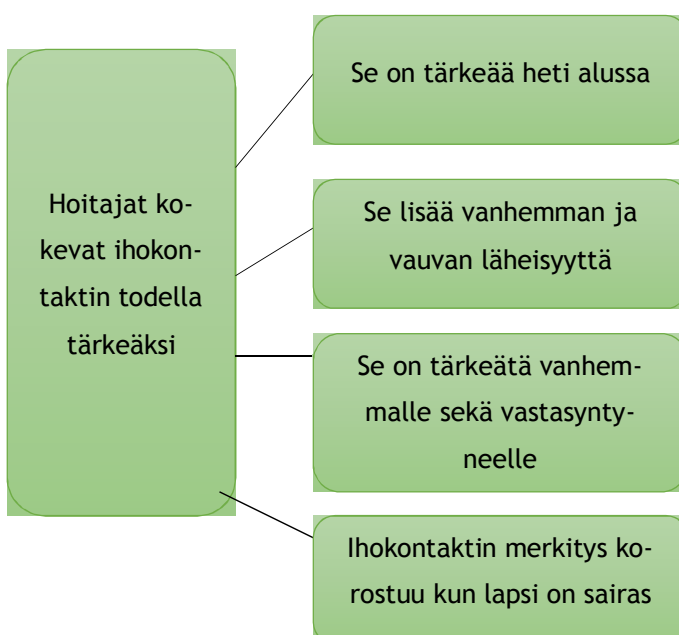 Hoitajat ko-
kevat ihokon-
taktin todella
tärkeäksi
Se on tärkeää heti alussa
Se lisää vanhemman ja
vauvan läheisyyttä
Se on tärkeätä vanhem-
malle sekä vastasynty-
neelle
Ihokontaktin merkitys ko-
rostuu kun lapsi on sairas